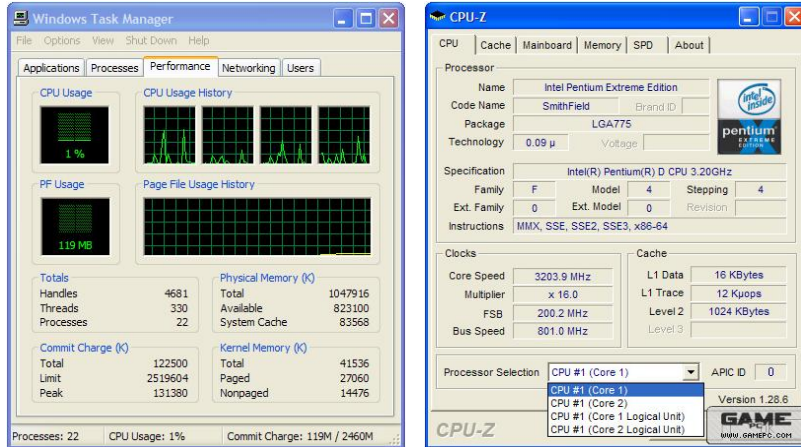 Windows Task Manager
File Options View Shut Down Help
Applications Processes Performance Networking Users
CPU Usage CPU Usage History
1 %
PF Usage Page File Usage History
119 MB
Totals
Handles 4681
Threads 330
Processes 22
Physical Memory (K)
Total 1047916
Available 823100
System Cache 83568
Commit Charge (K)
Total 122500
Limit 2519604
Peak 131380
Kernel Memory (K)
Total 41536
Paged 27060
Nonpaged 14476
Processes: 22 CPU Usage: 1% Commit Charge: 119M / 2460M
CPU-Z
CPU Cache Mainboard Memory SPD About
Processor
Name Intel Pentium Extreme Edition
Code Name SmithField Brand ID
Package LGA775
Technology 0.09 µ Voltage
intel inside
pentium
EXTREME
EDITION
Specification Intel(R) Pentium(R) D CPU 3.20GHz
Family F Model 4 Stepping 4
Ext. Family 0 Ext. Model 0 Revision
Instructions MMX, SSE, SSE2, SSE3, x86-64
Clocks
Core Speed 3203.9 MHz
Multiplier x 16.0
FSB 200.2 MHz
Bus Speed 801.0 MHz
Cache
L1 Data 16 KBytes
L1 Trace 12 Kµops
Level 2 1024 KBytes
Level 3
Processor Selection CPU #1 (Core 1) APIC ID 0
CPU #1 (Core 1)
CPU #1 (Core 2)
CPU #1 (Core 1 Logical Unit)
CPU #1 (Core 2 Logical Unit)
Version 1.28.6
CPU-Z
GAME
PC
WWW.GAMEPC.COM